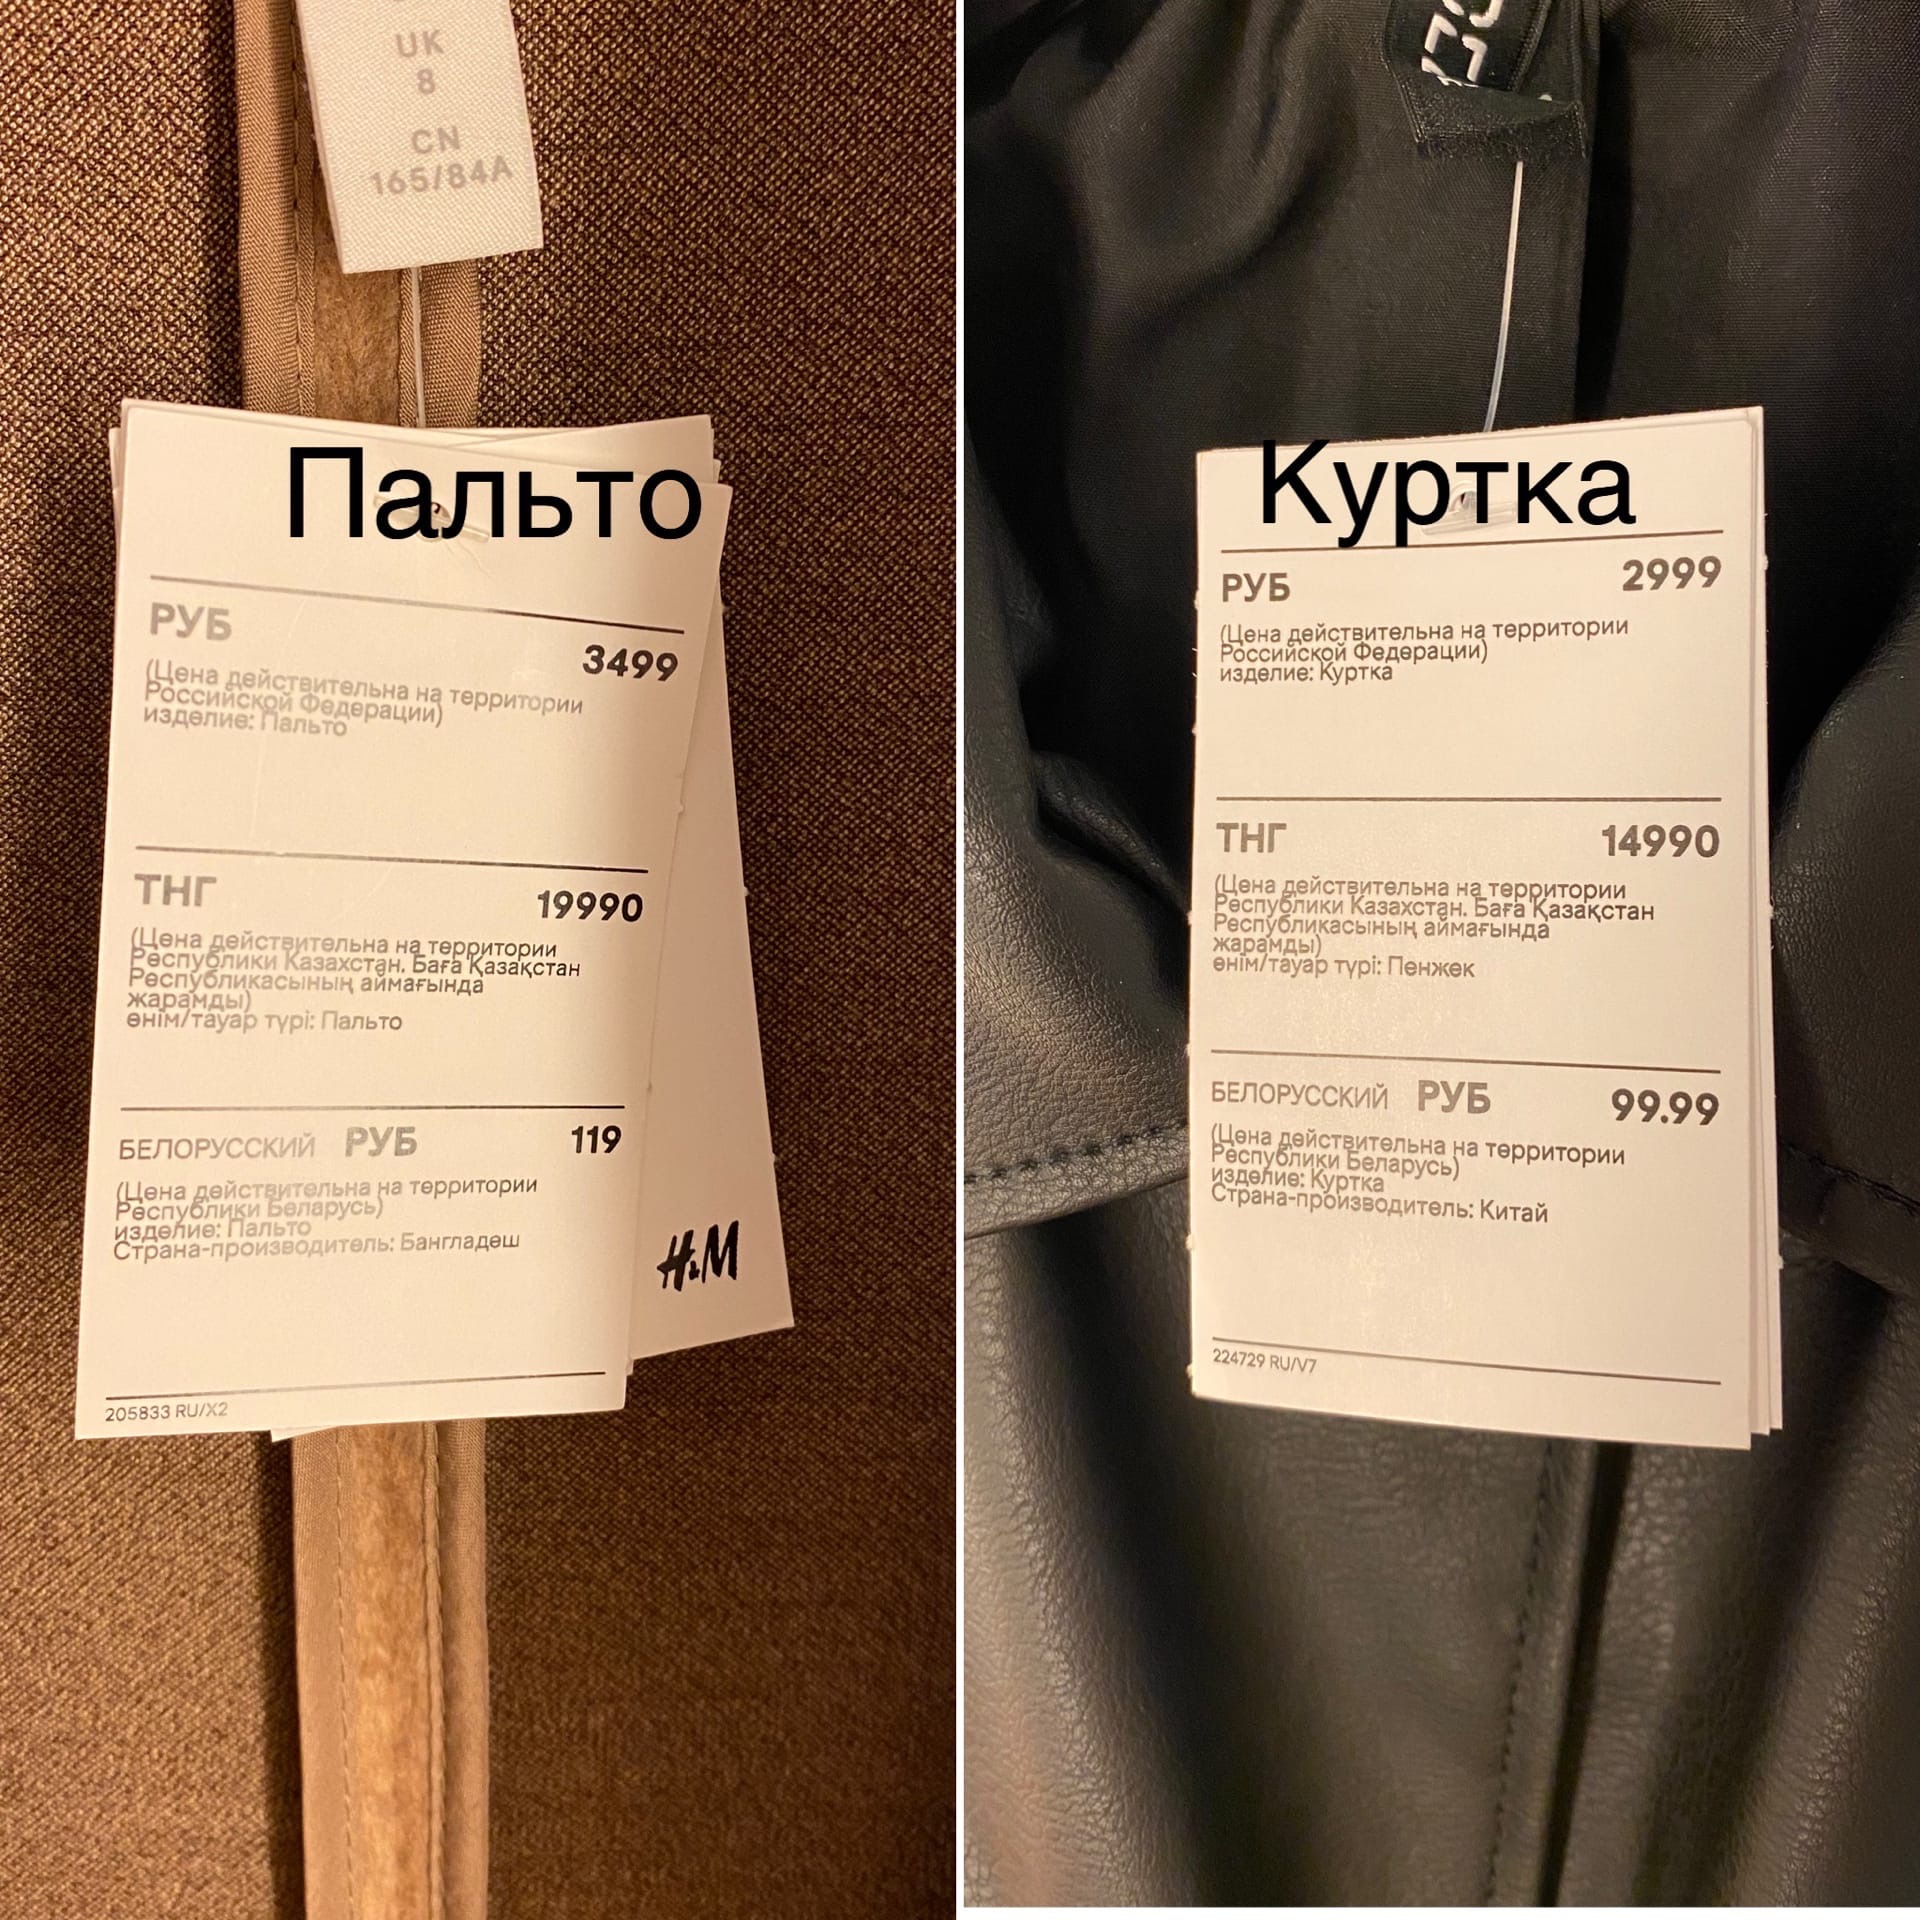 UK
8
CN
165/84A
Пальто
РУБ
3499
(Цена действительна на территории
Российской Федерации)
изделие: Пальто
ТНГ
19990
(Цена действительна на территории
Республики Казахстан. Баға Қазақстан
Республикасының аймағында
жарамды)
өнім/тауар түрі: Пальто
БЕЛОРУССКИЙ РУБ
119
(Цена действительна на территории
Республики Беларусь)
изделие: Пальто
Страна-производитель: Бангладеш
205833 RU/X2
H&M
Куртка
РУБ
2999
(Цена действительна на территории
Российской Федерации)
изделие: Куртка
ТНГ
14990
(Цена действительна на территории
Республики Казахстан. Баға Қазақстан
Республикасының аймағында
жарамды)
өнім/тауар түрі: Пенжек
БЕЛОРУССКИЙ РУБ
99.99
(Цена действительна на территории
Республики Беларусь)
изделие: Куртка
Страна-производитель: Китай
224729 RU/V7